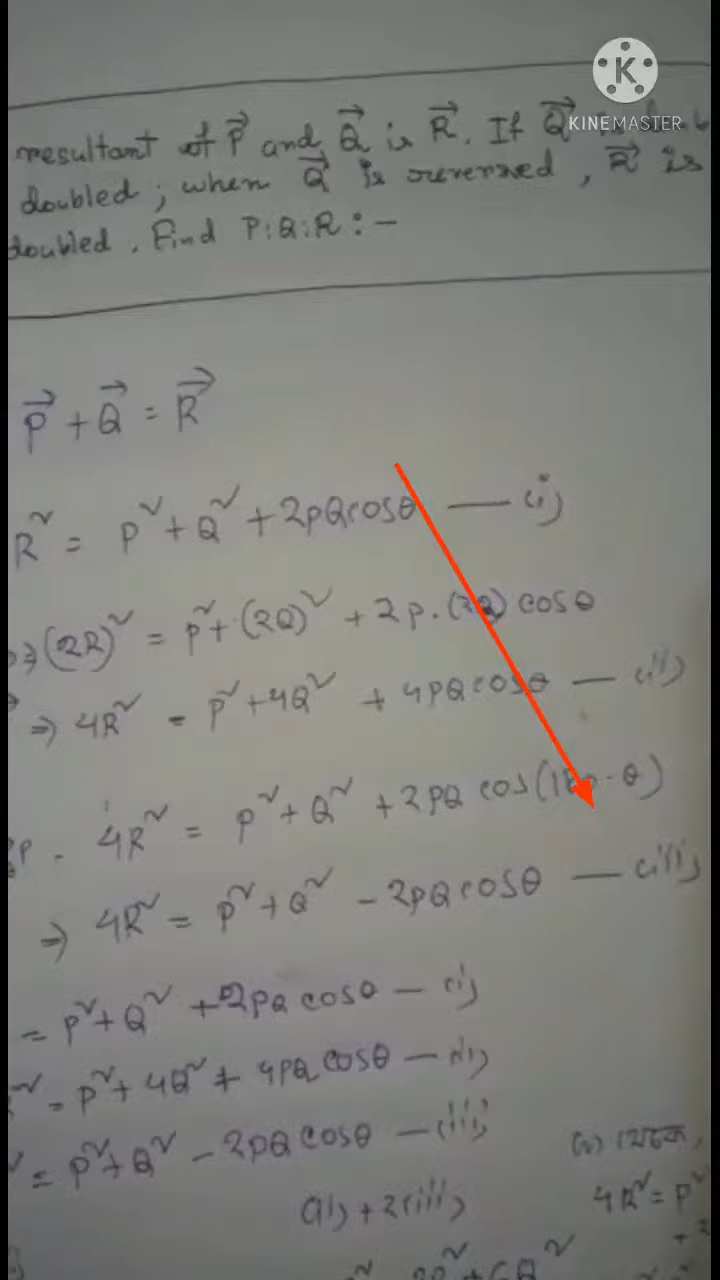 K
KINEMASTER
resultant of P⃗ and Q⃗ is R⃗. If Q⃗
doubled; when Q⃗ is reversed, R⃗ is
doubled. Find P:Q:R :-
P⃗ + Q⃗ = R⃗
R² = P² + Q² + 2PQcosθ — (i)
⇒ (2R)² = P² + (2Q)² + 2P.(2Q) cosθ
⇒ 4R² = P² + 4Q² + 4PQcosθ — (ii)
4R² = P² + Q² + 2PQ cos(180-θ)
⇒ 4R² = P² + Q² - 2PQcosθ — (iii)
= P² + Q² + 2PQ cosθ — (i)
= P² + 4Q² + 4PQ cosθ — (ii)
= P² + Q² - 2PQ cosθ — (iii)
থেকে,
(ii) + 2(iii)
4R² = P²